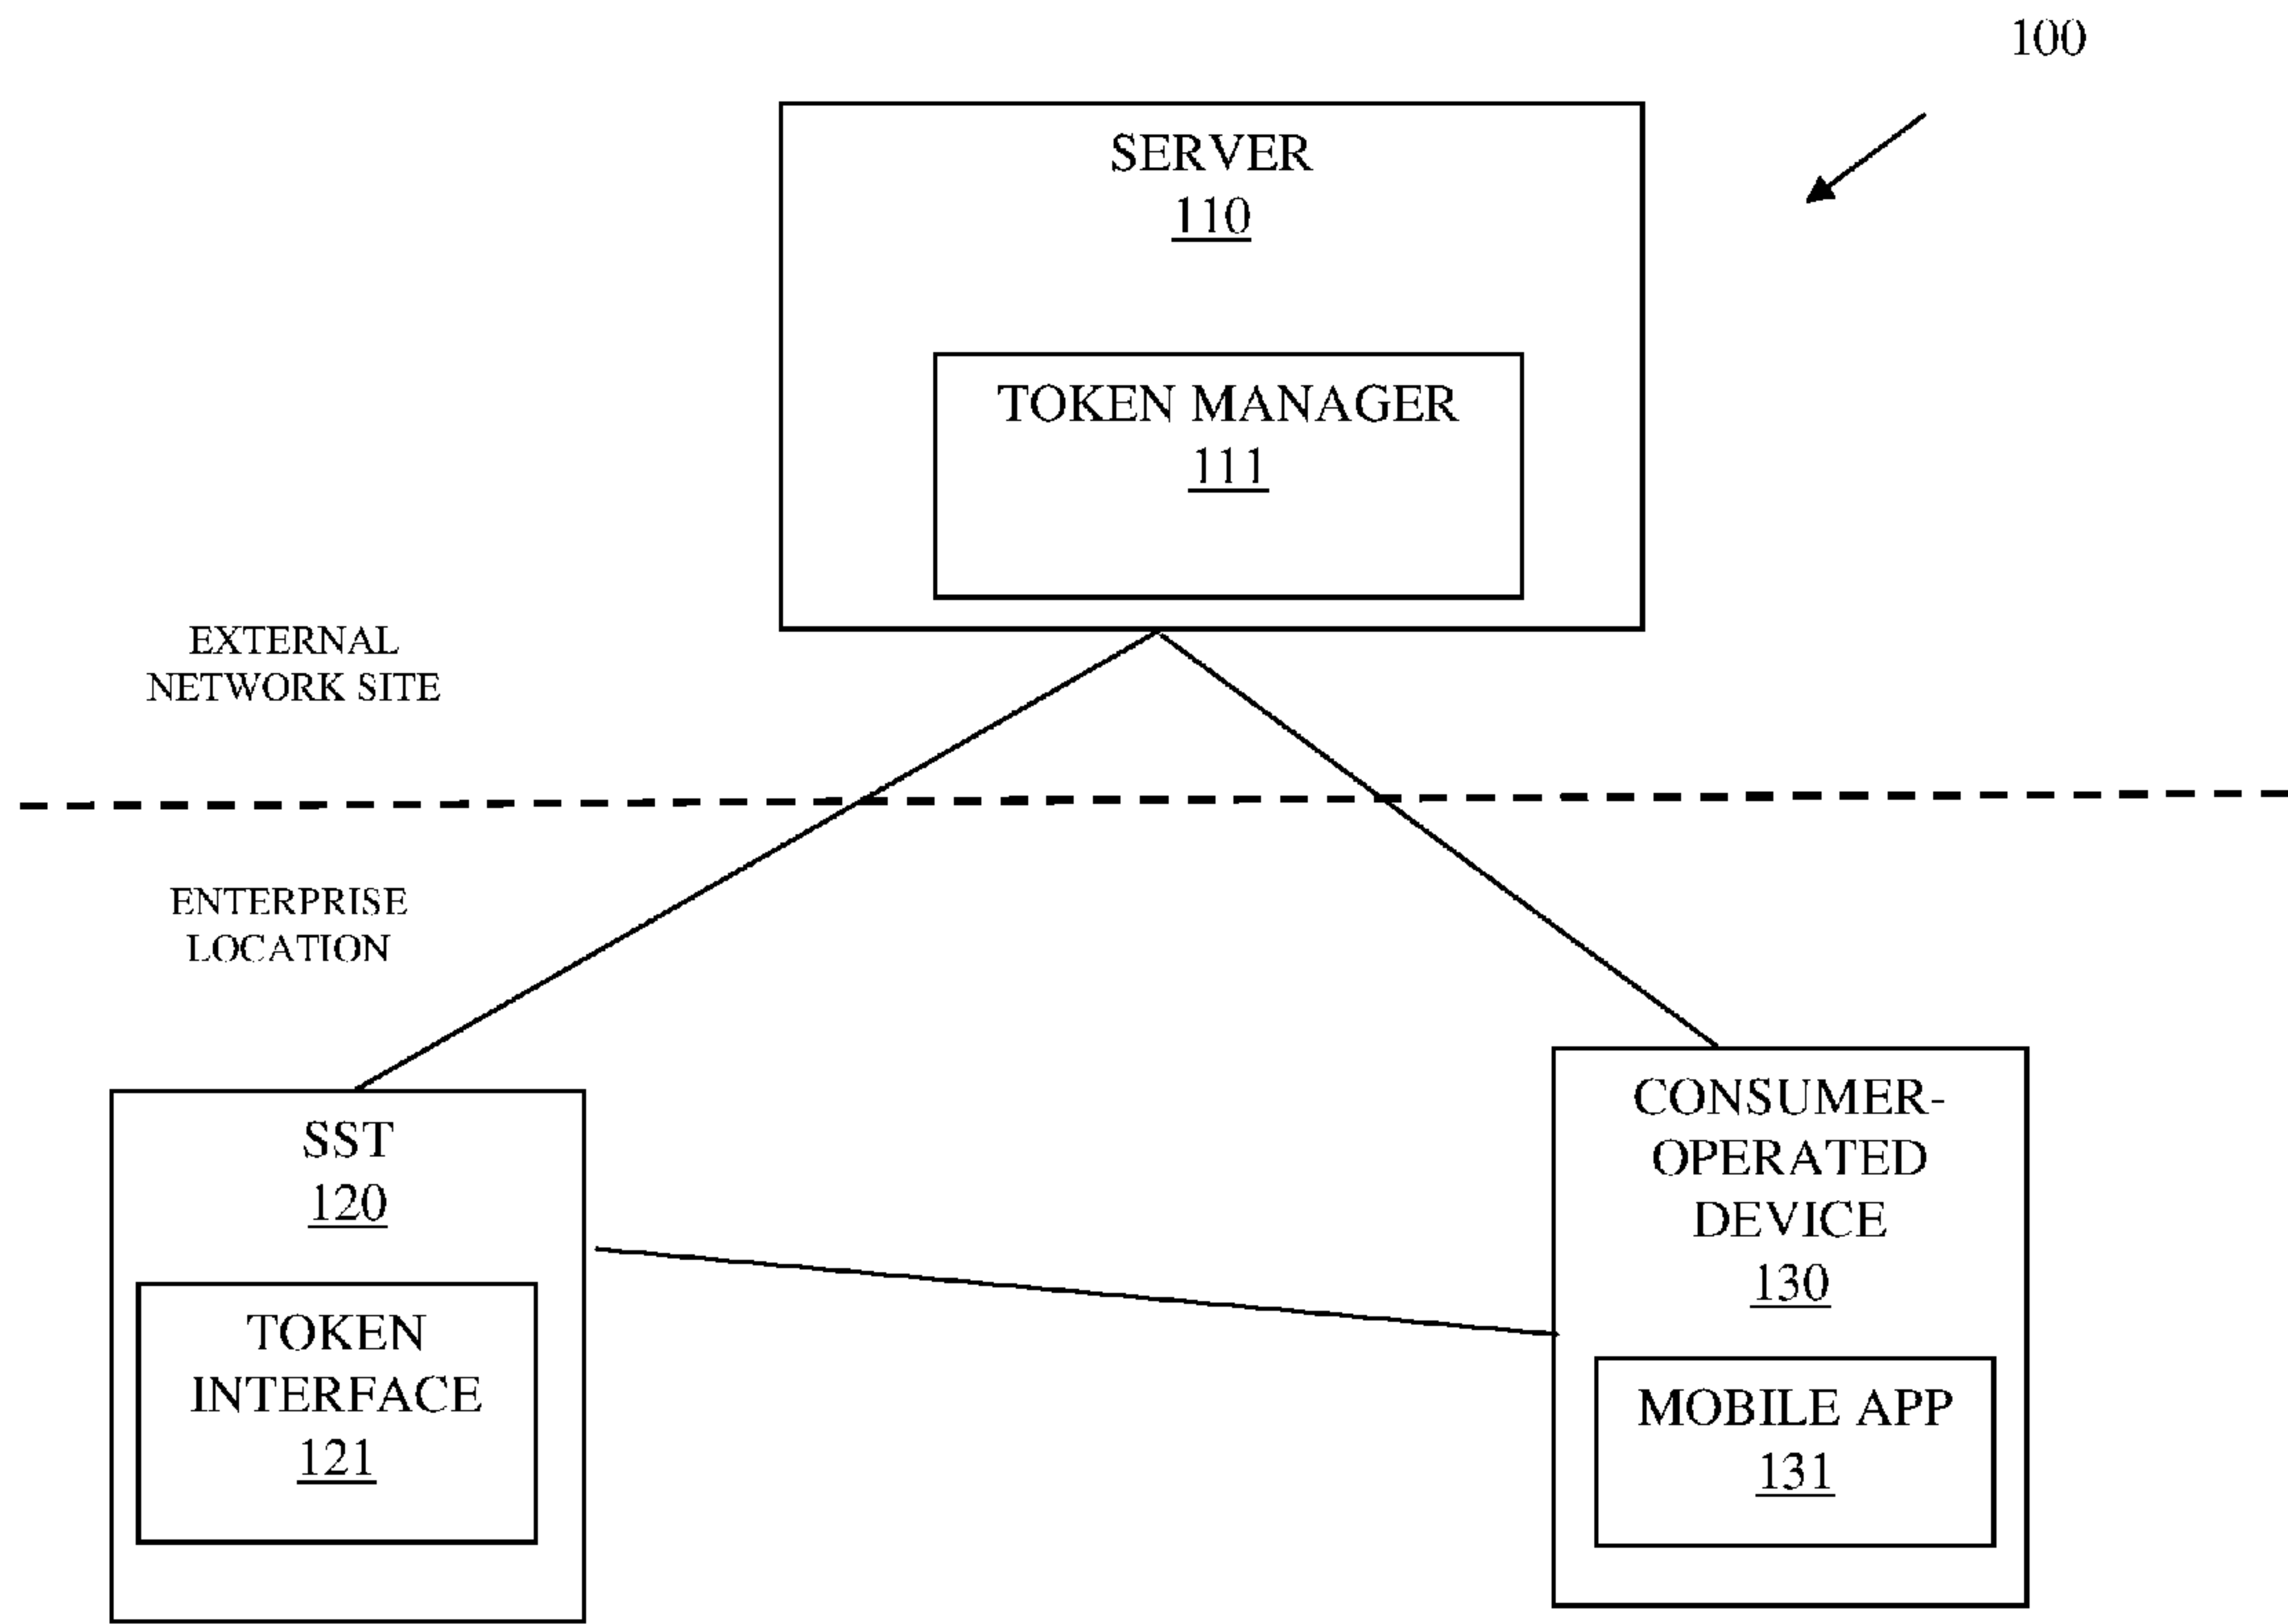 100
SERVER
110
TOKEN MANAGER
111
EXTERNAL
NETWORK SITE
ENTERPRISE
LOCATION
SST
120
TOKEN
INTERFACE
121
CONSUMER-
OPERATED
DEVICE
130
MOBILE APP
131